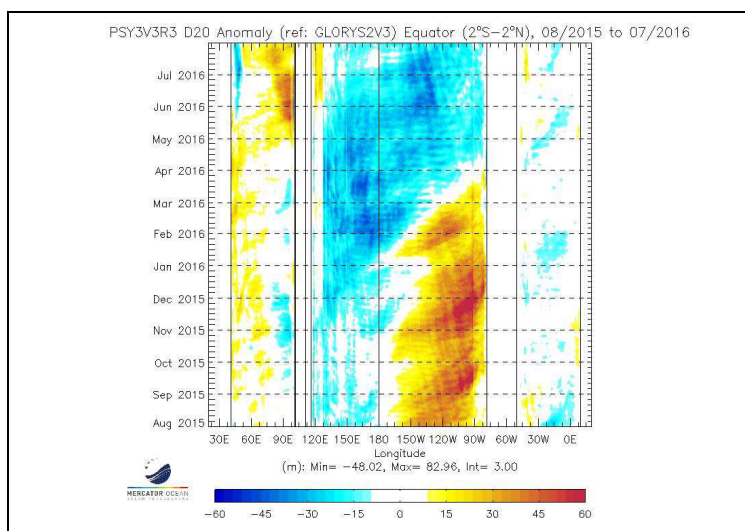 PSY3V3R3 D20 Anomaly (ref: GLORYS2V3) Equator (2°S-2°N), 08/2015 to 07/2016
Jul 2016
Jun 2016
May 2016
Apr 2016
Mar 2016
Feb 2016
Jan 2016
Dec 2015
Nov 2015
Oct 2015
Sep 2015
Aug 2015
30E 60E 90E 120E 150E 180 150W 120W 90W 60W 30W 0E
Longitude
(m): Min= -48.02, Max= 82.96, Int= 3.00
MERCATOR OCEAN
-60 -45 -30 -15 0 15 30 45 60